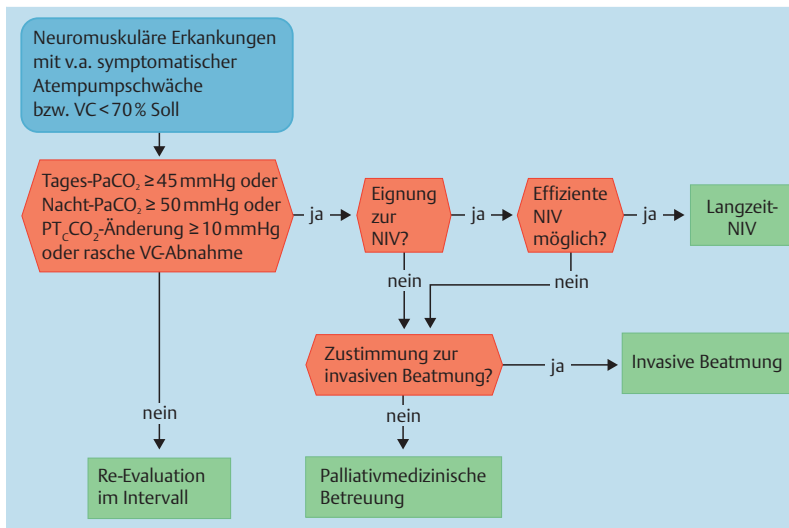 Neuromuskuläre Erkankungen
mit v.a. symptomatischer
Atempumpschwäche
bzw. VC < 70 % Soll
Tages-PaCO₂ ≥ 45 mmHg oder
Nacht-PaCO₂ ≥ 50 mmHg oder
PTCCO₂-Änderung ≥ 10 mmHg
oder rasche VC-Abnahme
ja
Eignung
zur
NIV?
ja
Effiziente
NIV
möglich?
ja
Langzeit-
NIV
nein
nein
Zustimmung zur
invasiven Beatmung?
ja
Invasive Beatmung
nein
nein
Re-Evaluation
im Intervall
Palliativmedizinische
Betreuung